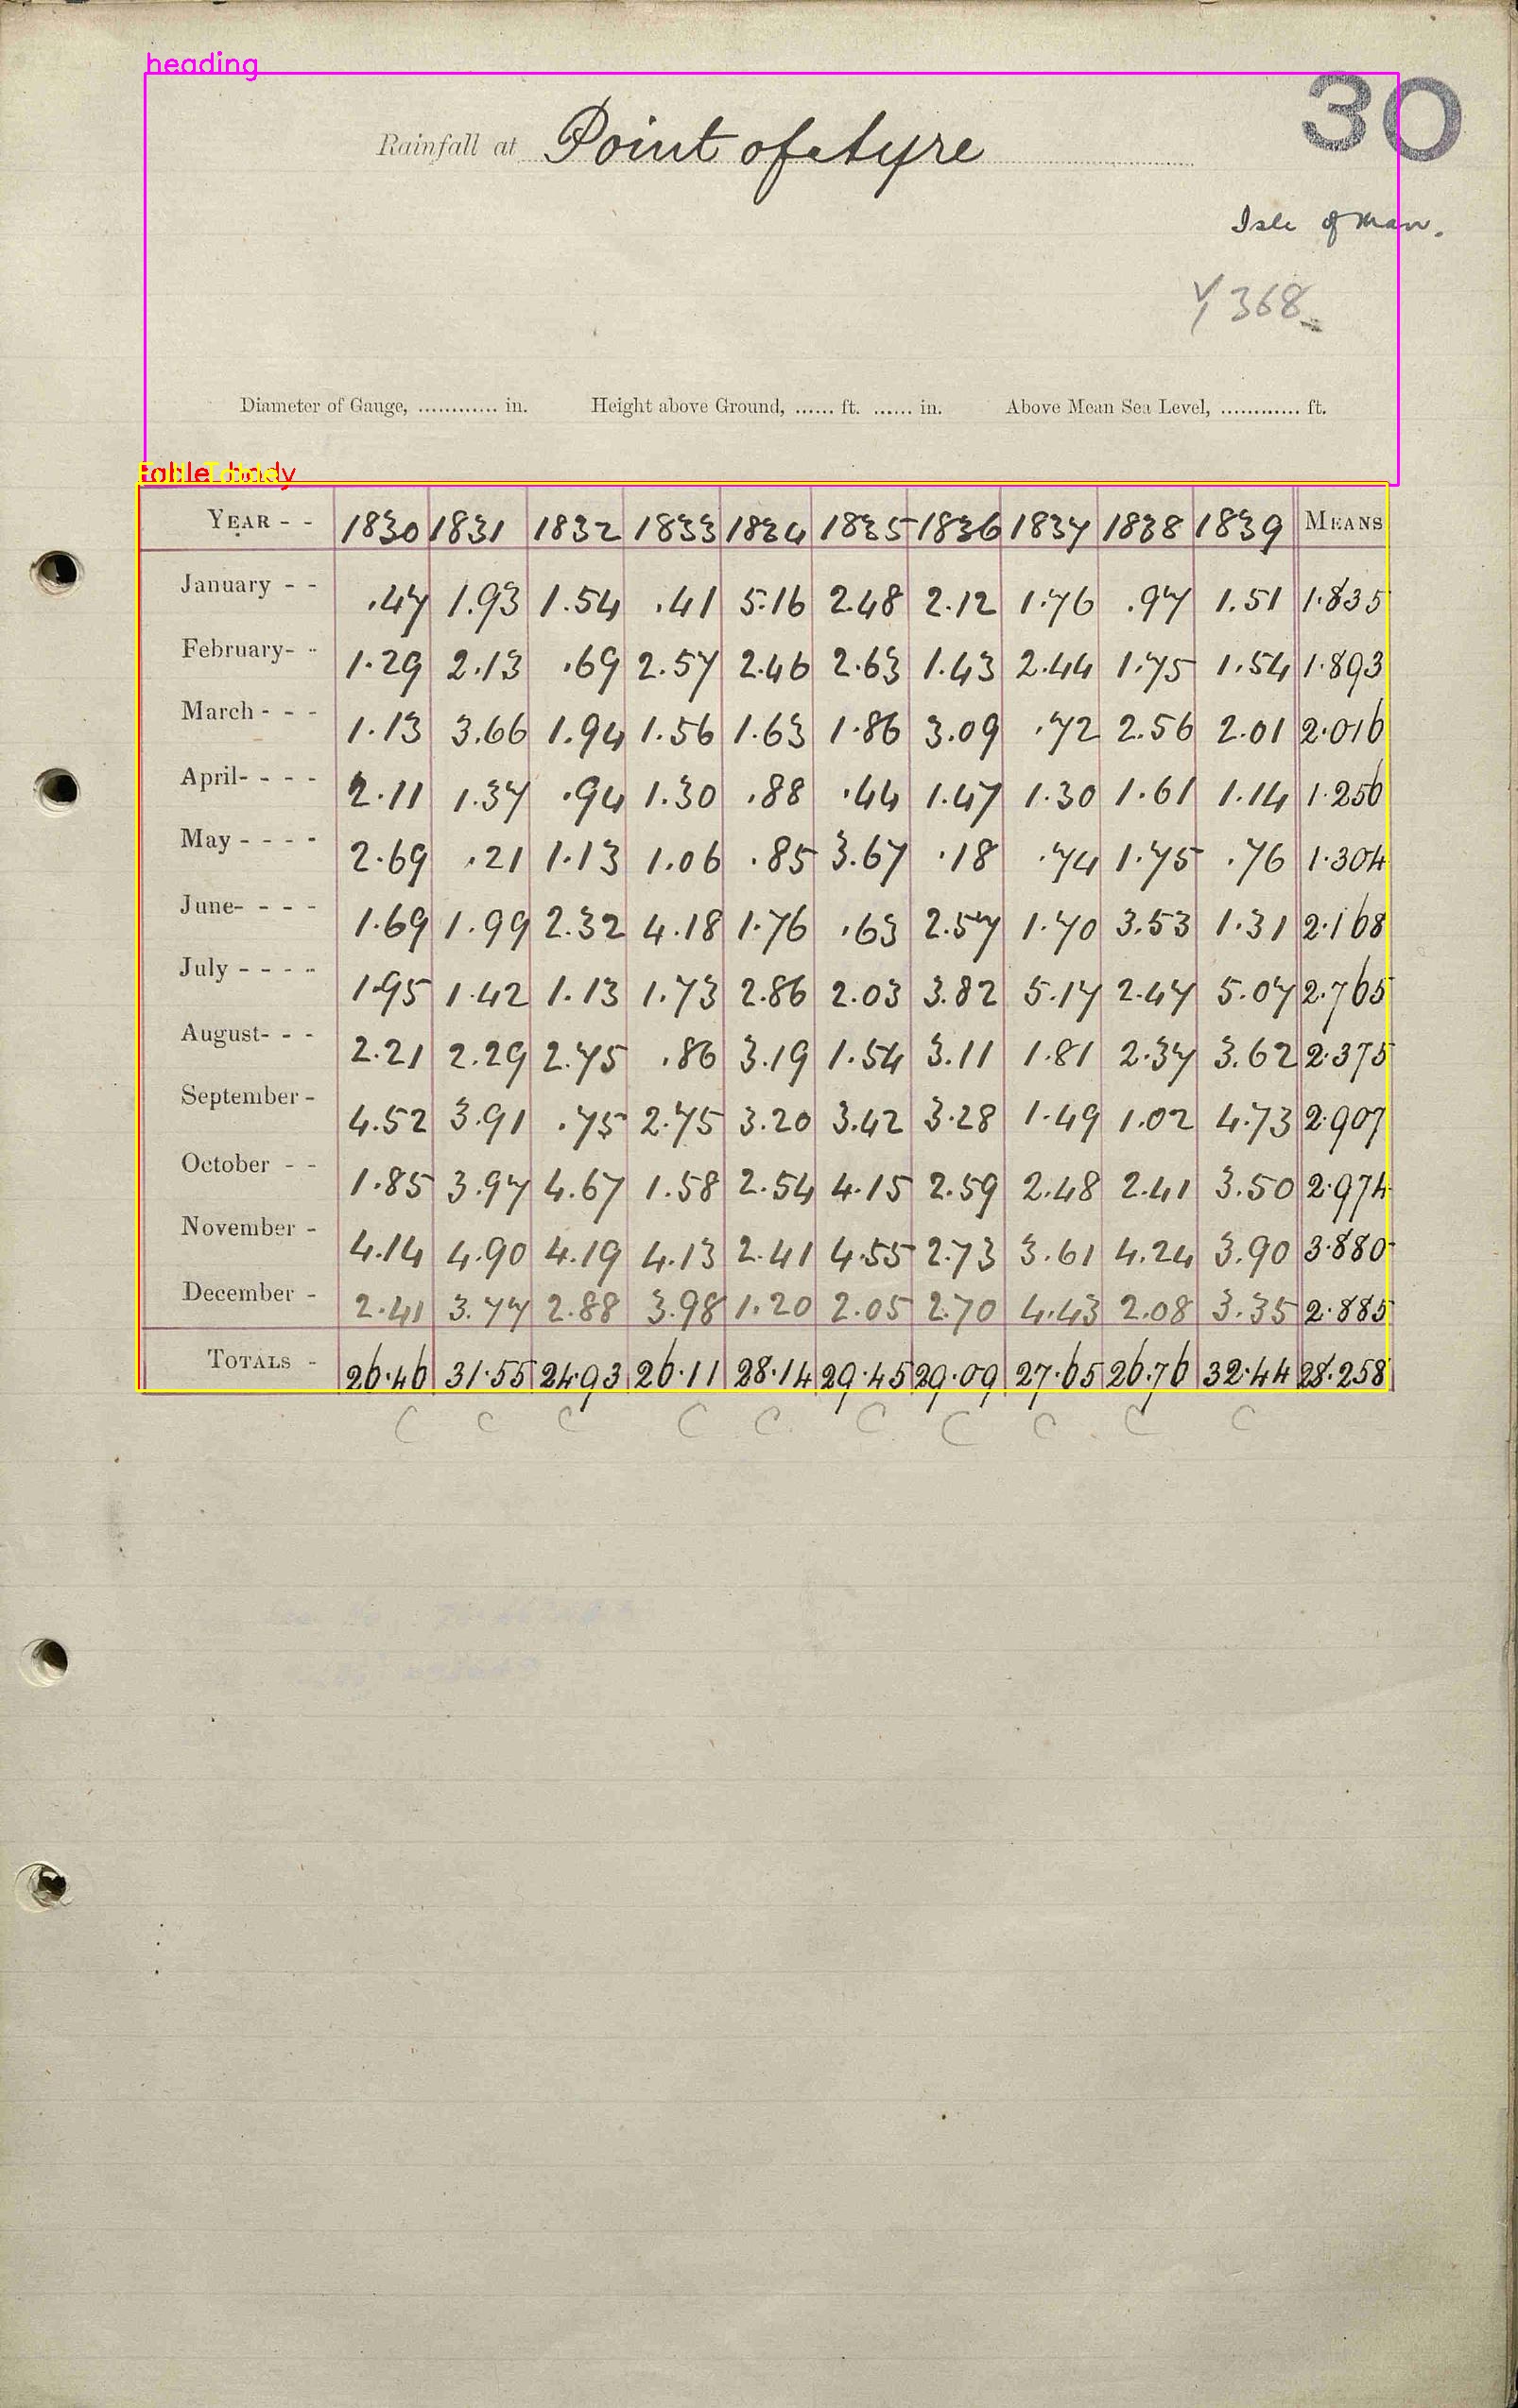 heading
30
Rainfall at Point of Ayre
Isle of Man.
368
Diameter of Gauge, ............ in. Height above Ground, ...... ft. ...... in. Above Mean Sea Level, ............ ft.
YEAR - - 1830 1831 1832 1833 1834 1835 1836 1837 1838 1839 MEANS
January - - .47 1.93 1.54 .41 5.16 2.48 2.12 1.76 .97 1.51 1.835
February - - 1.29 2.13 .69 2.57 2.46 2.63 1.43 2.44 1.75 1.54 1.893
March - - - 1.13 3.66 1.94 1.56 1.63 1.86 3.09 .72 2.56 2.01 2.016
April - - - - 2.11 1.37 .94 1.30 .88 .44 1.47 1.30 1.61 1.14 1.256
May - - - - 2.69 .21 1.13 1.06 .85 3.67 .18 .74 1.75 .76 1.304
June - - - - 1.69 1.99 2.32 4.18 1.76 .63 2.57 1.70 3.53 1.31 2.168
July - - - - 1.95 1.42 1.13 1.73 2.86 2.03 3.82 5.17 2.47 5.07 2.765
August - - - 2.21 2.29 2.75 .86 3.19 1.54 3.11 1.81 2.37 3.62 2.375
September - 4.52 3.91 .75 2.75 3.20 3.42 3.28 1.49 1.02 4.73 2.907
October - - 1.85 3.97 4.67 1.58 2.54 4.15 2.59 2.48 2.41 3.50 2.974
November - 4.14 4.90 4.19 4.13 2.41 4.55 2.73 3.61 4.24 3.90 3.880
December - 2.41 3.77 2.88 3.98 1.20 2.05 2.70 4.43 2.08 3.35 2.885
TOTALS - 26.46 31.55 24.93 26.11 28.14 29.45 29.09 27.65 26.76 32.44 28.258
C C C C C C C C C C